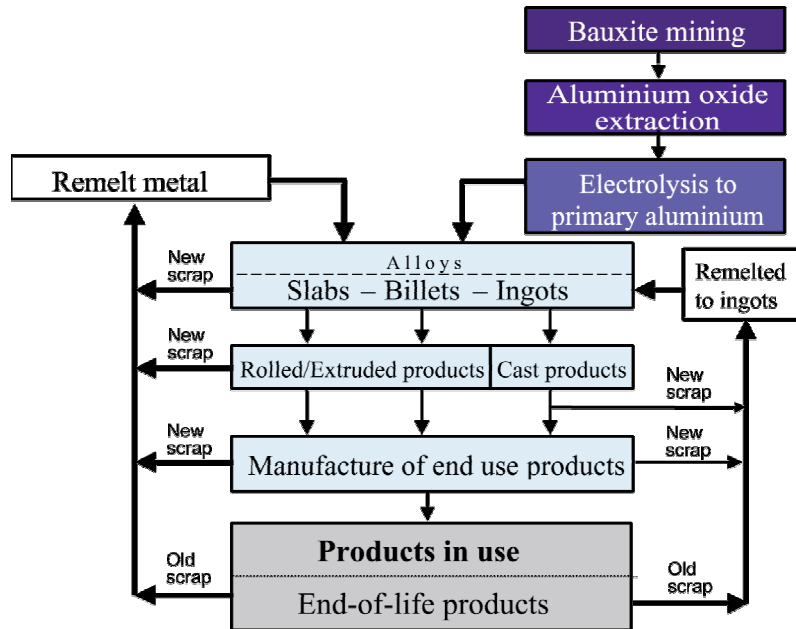 Bauxite mining
Aluminium oxide
extraction
Remelt metal
Electrolysis to
primary aluminium
New
scrap
Alloys
Slabs – Billets – Ingots
Remelted
to ingots
New
scrap
Rolled/Extruded products
Cast products
New
scrap
New
scrap
Manufacture of end use products
New
scrap
Old
scrap
Products in use
End-of-life products
Old
scrap